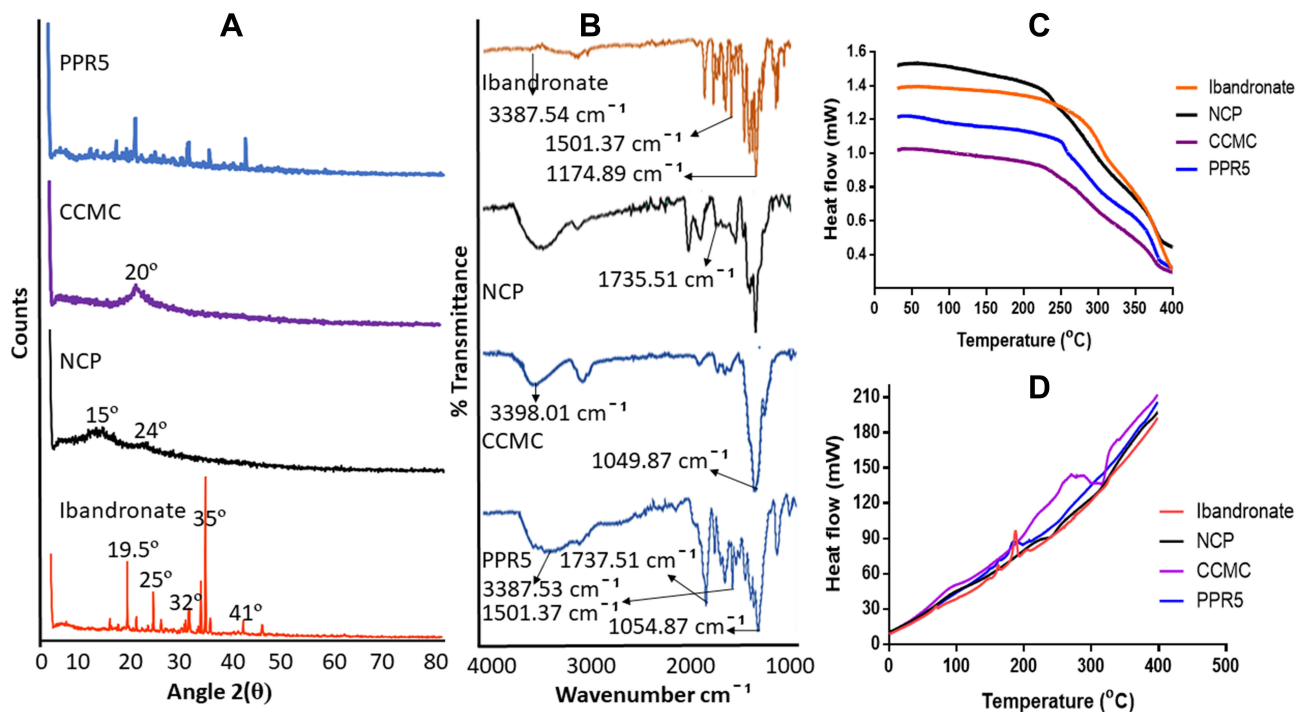 A
PPR5
CCMC
20°
NCP
15°
24°
Ibandronate
35°
19.5°
25°
32°
41°
Counts
0 10 20 30 40 50 60 70 80
Angle 2(θ)
B
Ibandronate
3387.54 cm⁻¹
1501.37 cm⁻¹
1174.89 cm⁻¹
1735.51 cm⁻¹
NCP
3398.01 cm⁻¹
CCMC
1049.87 cm⁻¹
PPR5
1737.51 cm⁻¹
3387.53 cm⁻¹
1501.37 cm⁻¹
1054.87 cm⁻¹
% Transmittance
4000 3000 2000 1000
Wavenumber cm⁻¹
C
1.6
1.4
1.2
1.0
0.8
0.6
0.4
Heat flow (mW)
0 50 100 150 200 250 300 350 400
Temperature (°C)
Ibandronate
NCP
CCMC
PPR5
D
210
180
150
120
90
60
30
0
Heat flow (mW)
0 100 200 300 400 500
Temperature (°C)
Ibandronate
NCP
CCMC
PPR5